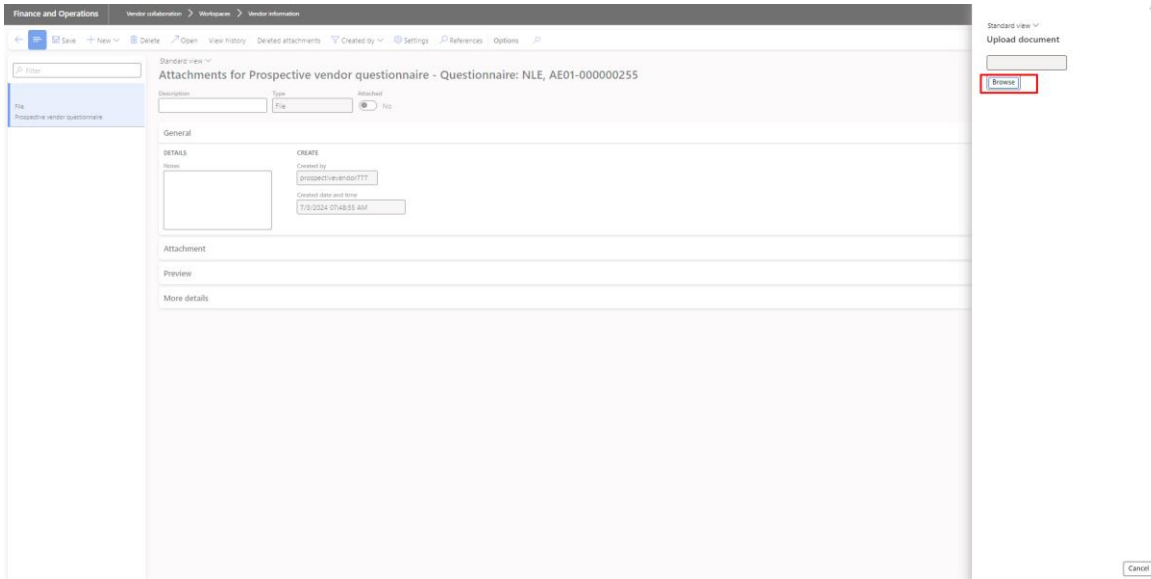 Finance and Operations Vendor collaboration > Workspaces > Vendor information
Save + New Delete Open View history Deleted attachments Created by Settings References Options
Filter
File
Prospective vendor questionnaire
Standard view
Attachments for Prospective vendor questionnaire - Questionnaire: NLE, AE01-000000255
Description Type Attached
File No
General
DETAILS CREATE
Notes Created by
prospectivevendor777
Created date and time
7/3/2024 07:48:55 AM
Attachment
Preview
More details
Standard view
Upload document
Browse
Cancel